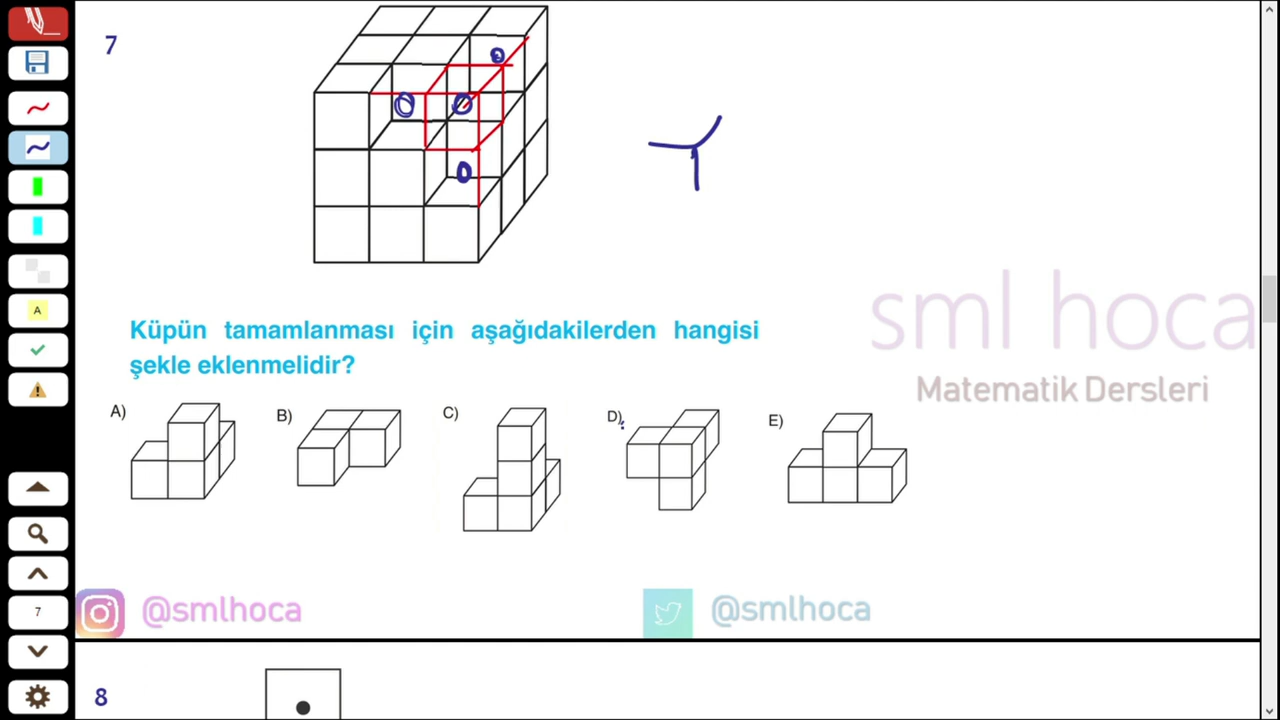 7
Küpün tamamlanması için aşağıdakilerden hangisi
şekle eklenmelidir?
A)
B)
C)
D)
E)
sml hoca
Matematik Dersleri
A
7
@smlhoca
@smlhoca
8